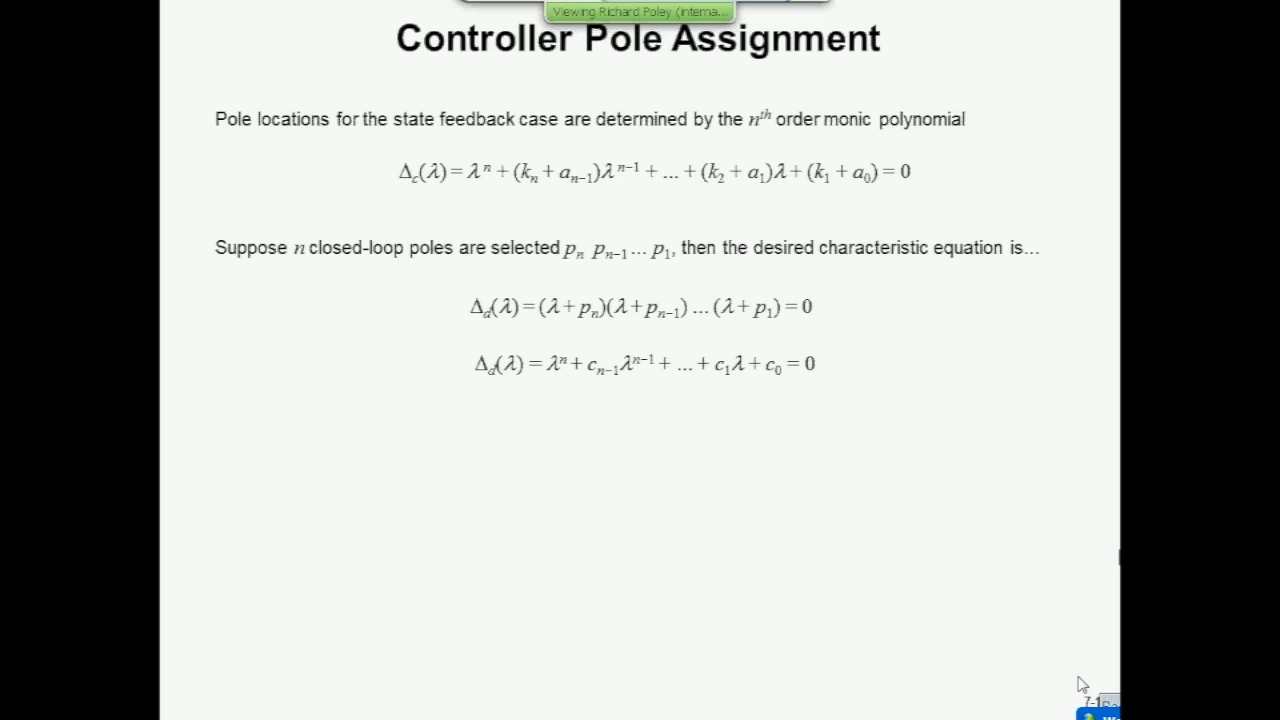 Viewing Richard Poley (interna...
Controller Pole Assignment
Pole locations for the state feedback case are determined by the nᵗʰ order monic polynomial
Δ_c(λ) = λⁿ + (kₙ + aₙ₋₁)λⁿ⁻¹ + ... + (k₂ + a₁)λ + (k₁ + a₀) = 0
Suppose n closed-loop poles are selected pₙ pₙ₋₁ ... p₁, then the desired characteristic equation is...
Δ_d(λ) = (λ + pₙ)(λ + pₙ₋₁) ... (λ + p₁) = 0
Δ_d(λ) = λⁿ + cₙ₋₁λⁿ⁻¹ + ... + c₁λ + c₀ = 0